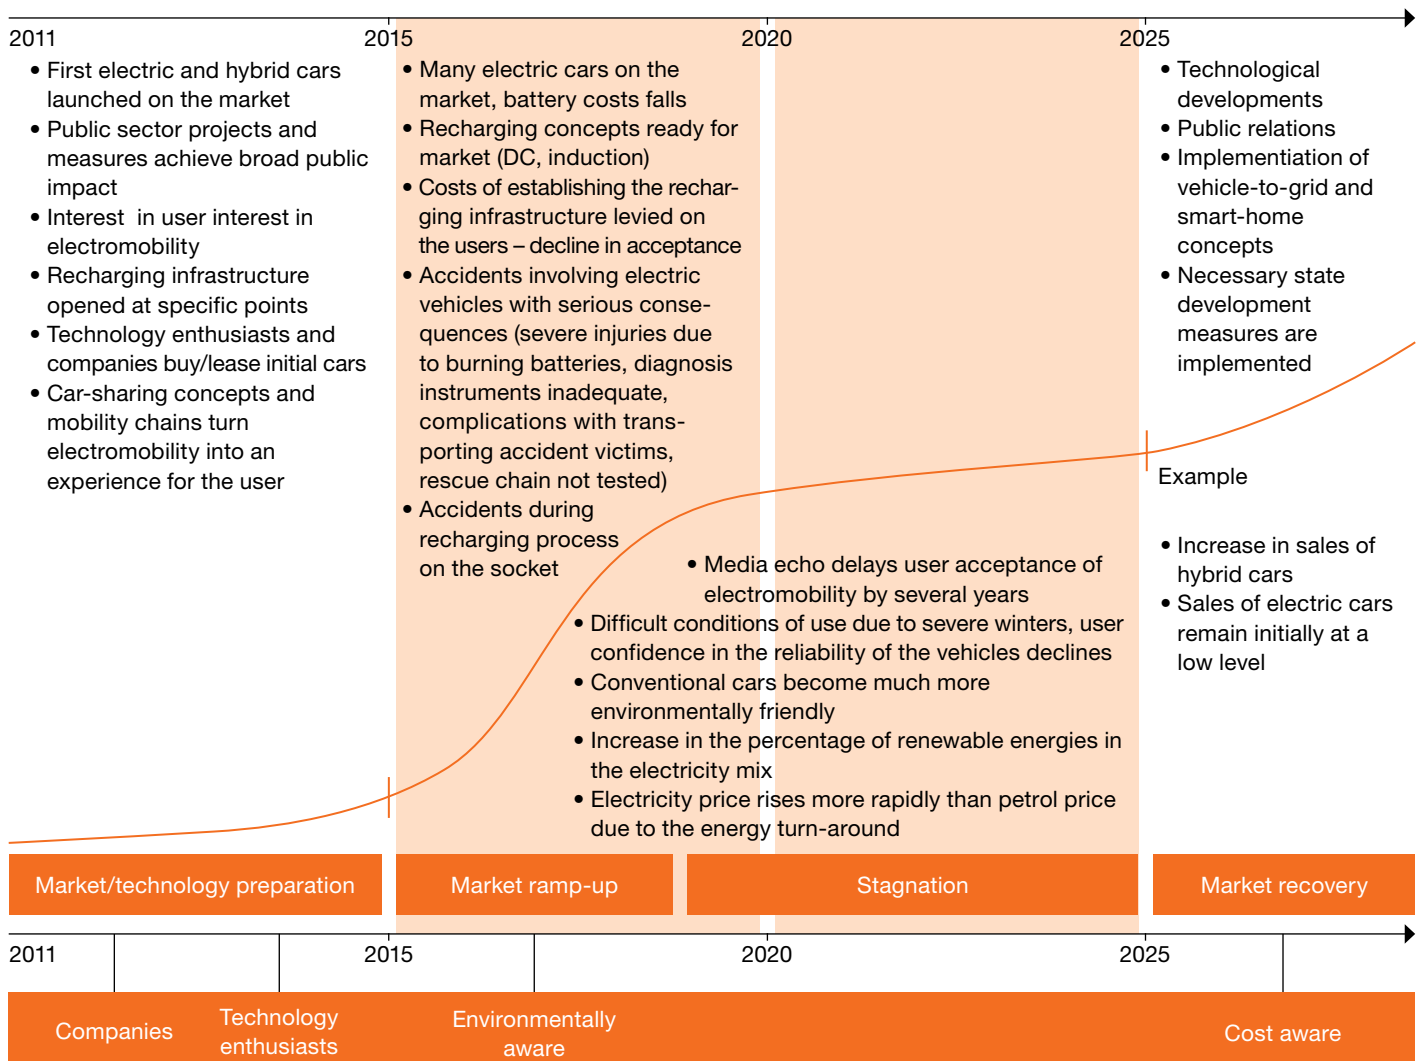 2011 2015 2020 2025
• First electric and hybrid cars
launched on the market
• Public sector projects and
measures achieve broad public
impact
• Interest in user interest in
electromobility
• Recharging infrastructure
opened at specific points
• Technology enthusiasts and
companies buy/lease initial cars
• Car-sharing concepts and
mobility chains turn
electromobility into an
experience for the user
• Many electric cars on the
market, battery costs falls
• Recharging concepts ready for
market (DC, induction)
• Costs of establishing the rechar-
ging infrastructure levied on
the users – decline in acceptance
• Accidents involving electric
vehicles with serious conse-
quences (severe injuries due
to burning batteries, diagnosis
instruments inadequate,
complications with trans-
porting accident victims,
rescue chain not tested)
• Accidents during
recharging process
on the socket
• Media echo delays user acceptance of
electromobility by several years
• Difficult conditions of use due to severe winters, user
confidence in the reliability of the vehicles declines
• Conventional cars become much more
environmentally friendly
• Increase in the percentage of renewable energies in
the electricity mix
• Electricity price rises more rapidly than petrol price
due to the energy turn-around
• Technological
developments
• Public relations
• Implementiation of
vehicle-to-grid and
smart-home
concepts
• Necessary state
development
measures are
implemented
Example
• Increase in sales of
hybrid cars
• Sales of electric cars
remain initially at a
low level
Market/technology preparation
Market ramp-up
Stagnation
Market recovery
2011 2015 2020 2025
Companies
Technology
enthusiasts
Environmentally
aware
Cost aware